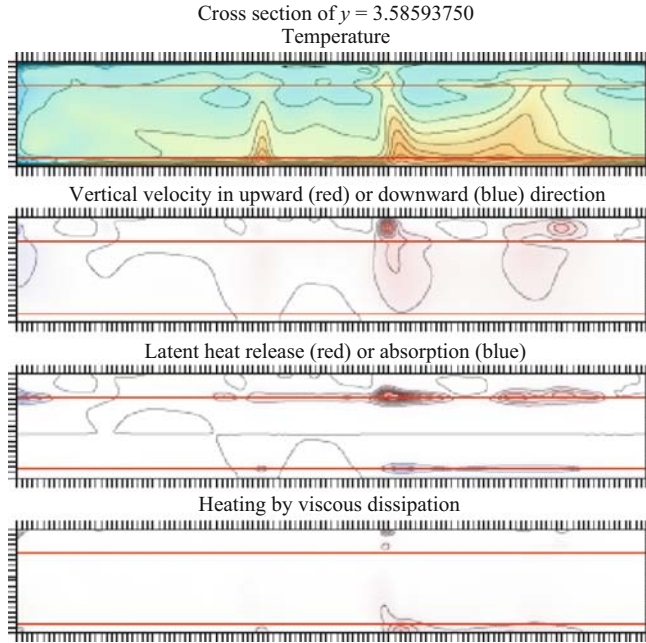 Cross section of y = 3.58593750
Temperature
Vertical velocity in upward (red) or downward (blue) direction
Latent heat release (red) or absorption (blue)
Heating by viscous dissipation